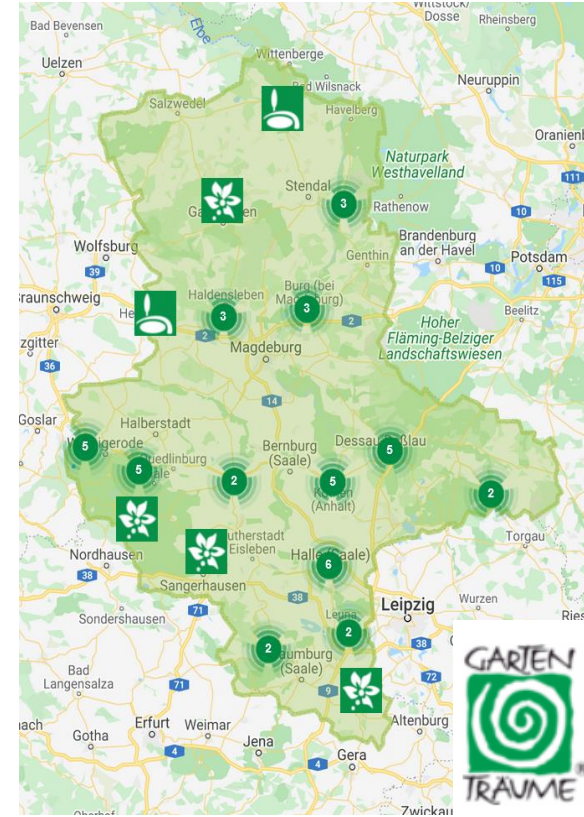 Wittstock/
Dosse
Rheinsberg
Bad Bevensen
Elbe
Uelzen
Wittenberge
Bad Wilsnack
Neuruppin
Salzwedel
Havelberg
Oranienb
Naturpark
Westhavelland
111
Stendal
3
Rathenow
10
Brandenburg
an der Havel
Wolfsburg
Genthin
10
Potsdam
39
115
Braunschweig
Haldensleben
3
Burg (bei
Magdeburg)
3
Beelitz
He
2
2
Hoher
Fläming-Belziger
Landschaftswiesen
zgitter
Magdeburg
36
14
Goslar
Halberstadt
5
Wernigerode
Bernburg
(Saale)
Dessau-Roßlau
5
5
Quedlinburg
2
5
Köthen
(Anhalt)
2
Torgau
Lutherstadt
Eisleben
Nordhausen
Halle (Saale)
6
38
Sangerhausen
38
Leipzig
Wurzen
Ries
71
Sondershausen
Leuna
2
38
2
Naumburg
(Saale)
Bad
Langensalza
71
9
72
ach
Erfurt
Weimar
Altenburg
Gotha
Jena
4
4
Gera
Oberhof
Zwickau
GARTEN
TRÄUME
®